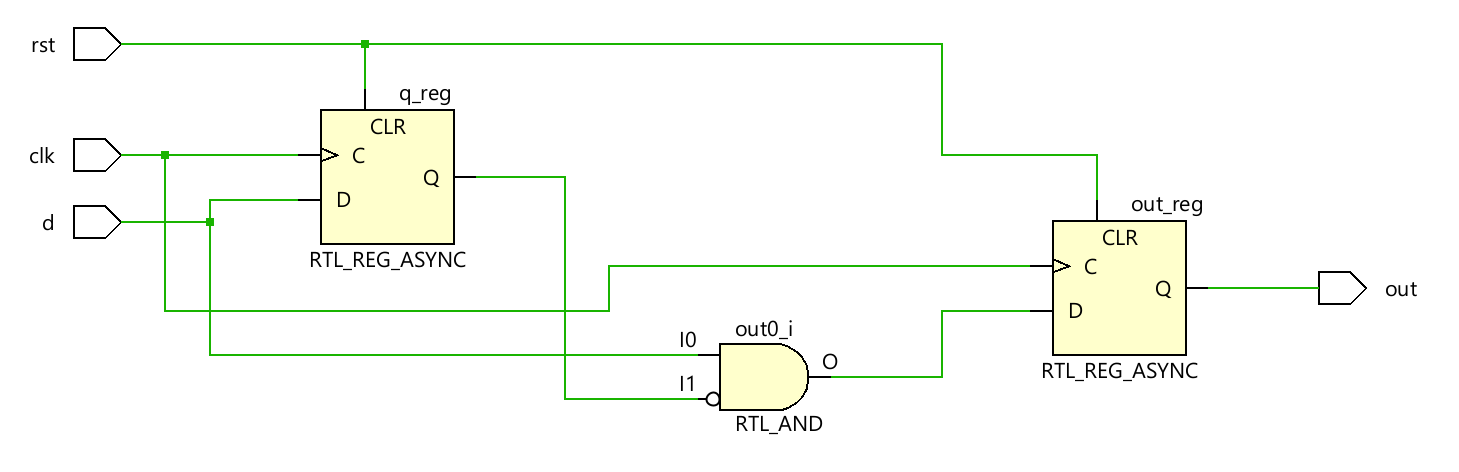 rst
q_reg
CLR
clk
C
Q
d
D
RTL_REG_ASYNC
out_reg
CLR
C
Q
out
D
RTL_REG_ASYNC
out0_i
I0
O
I1
RTL_AND